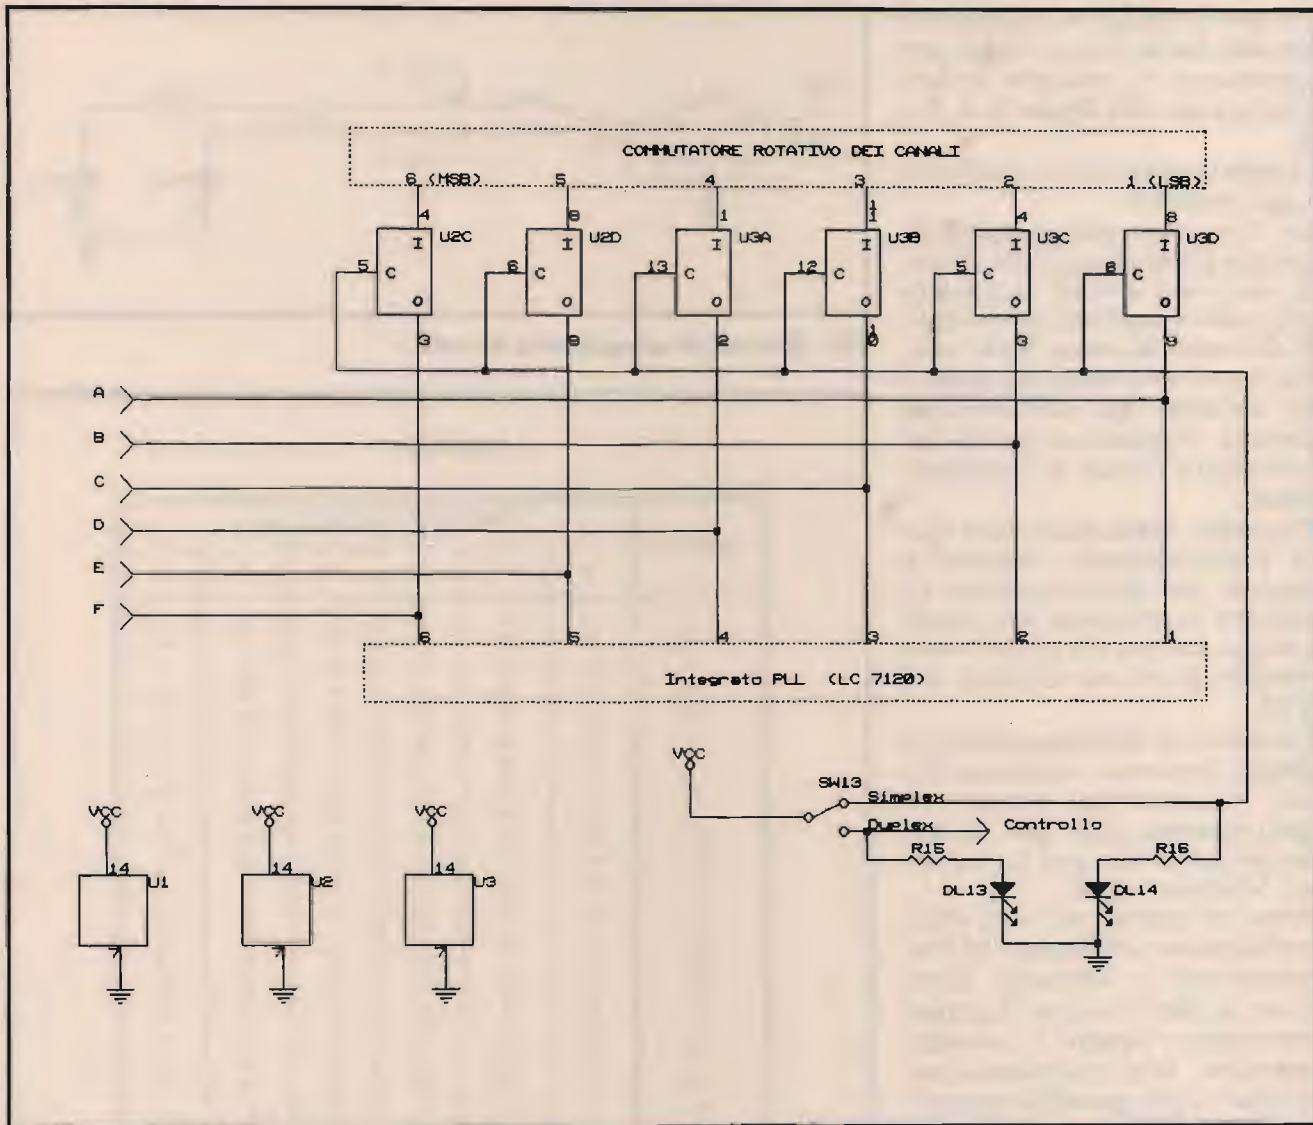 COMMUTATORE ROTATIVO DEI CANALI
6 (MSB) 5 4 3 2 1 (LSB)
4 8 1 11 4 8
I U2C I U2D I U3A I U3B I U3C I U3D
5 C 6 C 13 C 12 C 5 C 6 C
O O O O O O
3 9 2 10 3 9
A
B
C
D
E
F
6 5 4 3 2 1
Integrato PLL (LC 7120)
VCC
SW13 Simplex
Duplex Controllo
R15 R16
DL13 DL14
VCC VCC VCC
14 U1 14 U2 14 U3
7 7 7